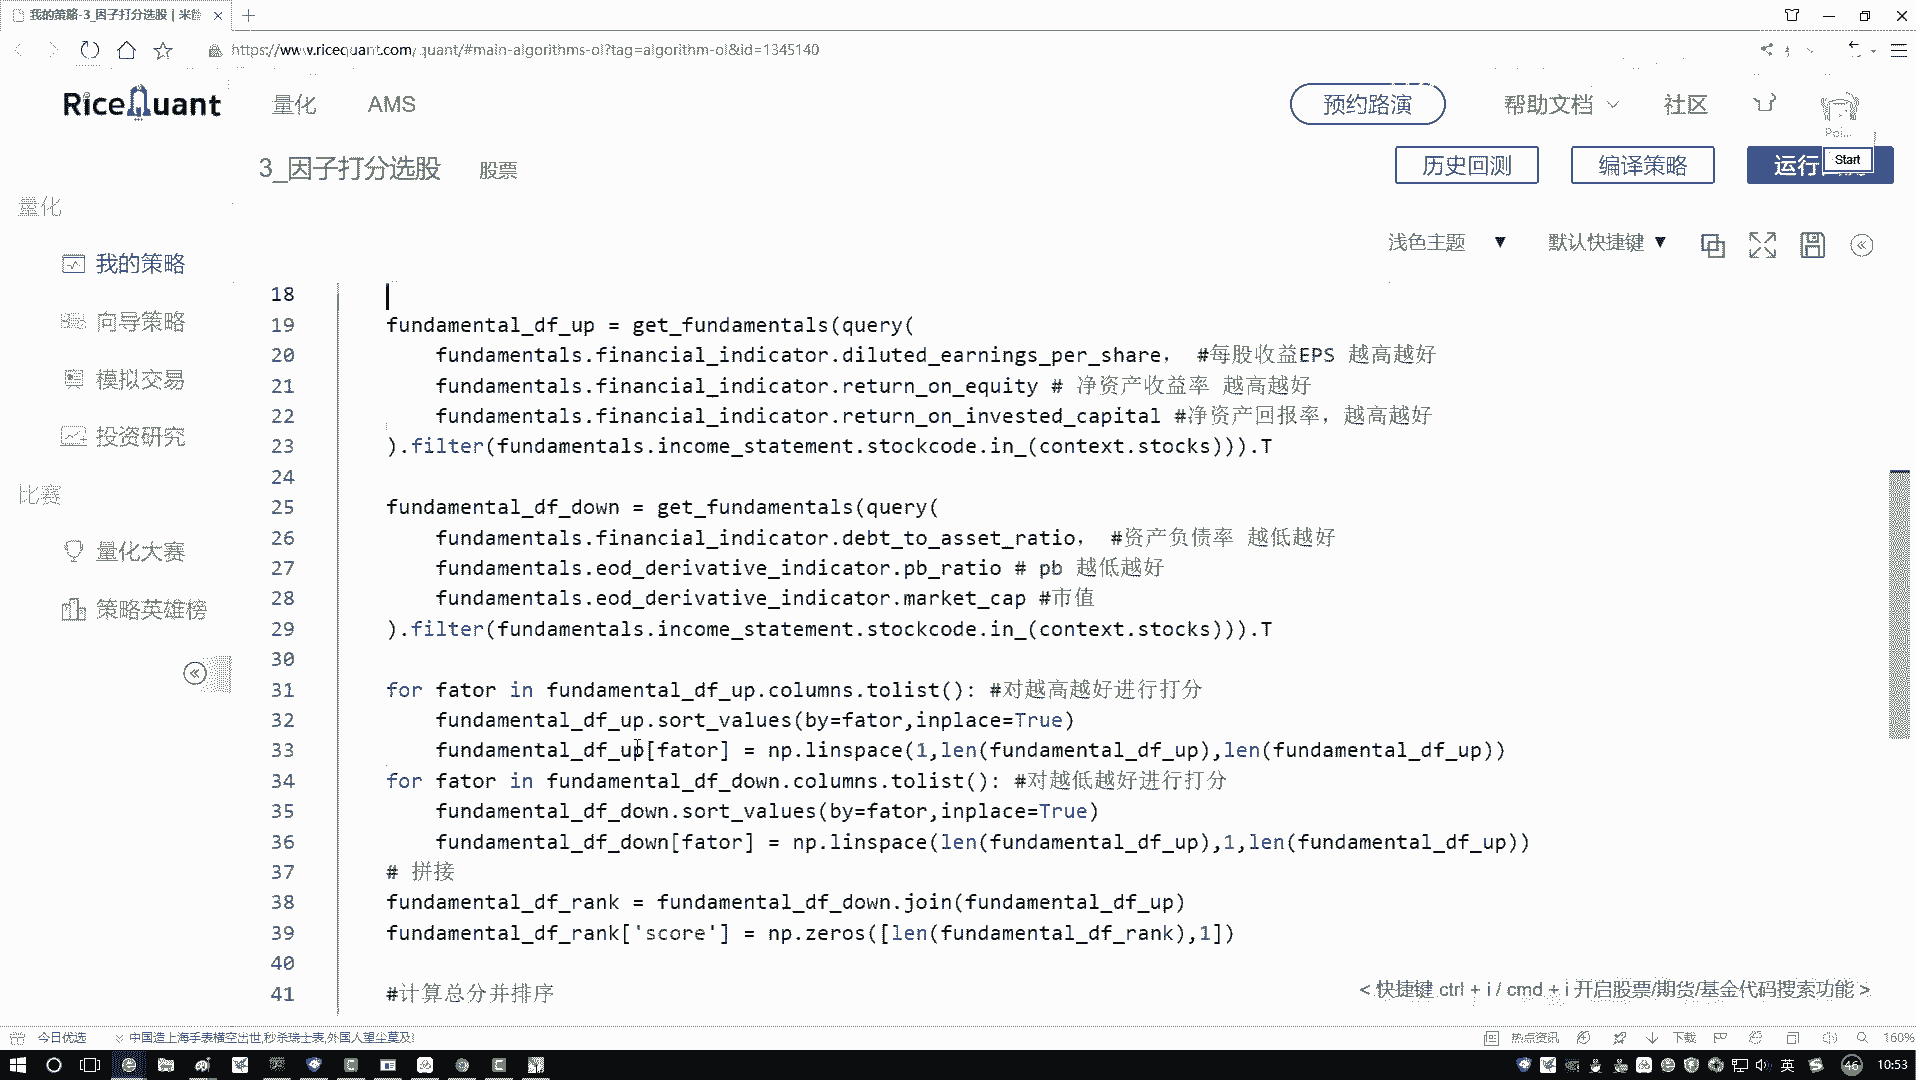 我的策略-3_因子打分选股 | 米筐
https://www.ricequant.com/quant/#main-algorithms-ol?tag=algorithm-ol&id=1345140
RiceQuant 量化 AMS 预约路演 帮助文档 社区
Poi...
3_因子打分选股 股票 历史回测 编译策略 运行 Start
量化
浅色主题 ▼ 默认快捷键 ▼
我的策略
向导策略
模拟交易
投资研究
比赛
量化大赛
策略英雄榜
18
19 fundamental_df_up = get_fundamentals(query(
20 fundamentals.financial_indicator.diluted_earnings_per_share, #每股收益EPS 越高越好
21 fundamentals.financial_indicator.return_on_equity # 净资产收益率 越高越好
22 fundamentals.financial_indicator.return_on_invested_capital #净资产回报率，越高越好
23 ).filter(fundamentals.income_statement.stockcode.in_(context.stocks))).T
24
25 fundamental_df_down = get_fundamentals(query(
26 fundamentals.financial_indicator.debt_to_asset_ratio, #资产负债率 越低越好
27 fundamentals.eod_derivative_indicator.pb_ratio # pb 越低越好
28 fundamentals.eod_derivative_indicator.market_cap #市值
29 ).filter(fundamentals.income_statement.stockcode.in_(context.stocks))).T
30
31 for fator in fundamental_df_up.columns.tolist(): #对越高越好进行打分
32 fundamental_df_up.sort_values(by=fator,inplace=True)
33 fundamental_df_up[fator] = np.linspace(1,len(fundamental_df_up),len(fundamental_df_up))
34 for fator in fundamental_df_down.columns.tolist(): #对越低越好进行打分
35 fundamental_df_down.sort_values(by=fator,inplace=True)
36 fundamental_df_down[fator] = np.linspace(len(fundamental_df_up),1,len(fundamental_df_up))
37 # 拼接
38 fundamental_df_rank = fundamental_df_down.join(fundamental_df_up)
39 fundamental_df_rank['score'] = np.zeros([len(fundamental_df_rank),1])
40
41 #计算总分并排序
< 快捷键 ctrl + i / cmd + i 开启股票/期货/基金代码搜索功能 >
今日优选 中国造上海手表横空出世,秒杀瑞士表,外国人望尘莫及! 热点资讯 下载 160%
英 46 10:53